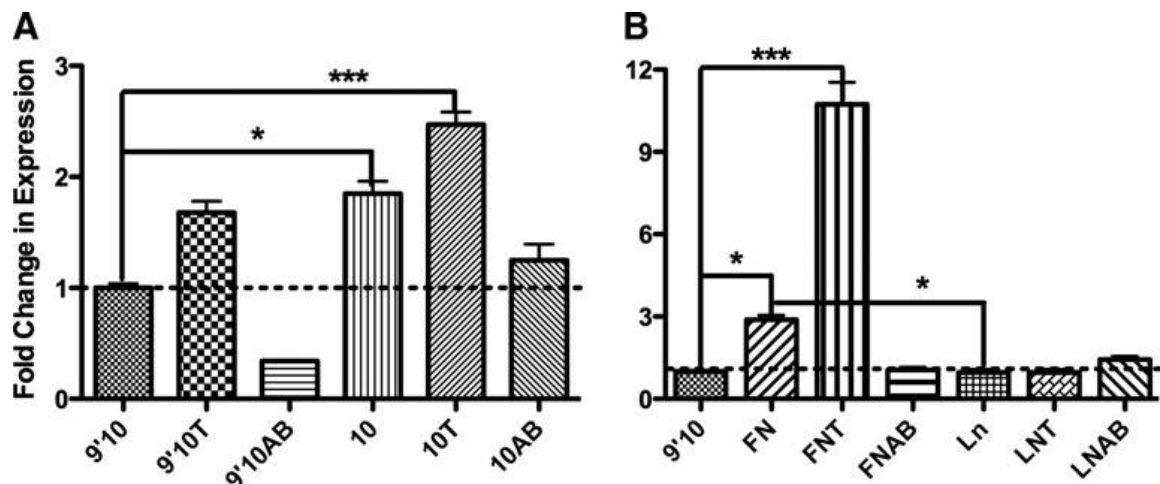 A
B
Fold Change in Expression
3
2
1
0
***
*
9'10
9'10T
9'10AB
10
10T
10AB
12
9
6
3
0
***
*
*
9'10
FN
FNT
FNAB
Ln
LNT
LNAB